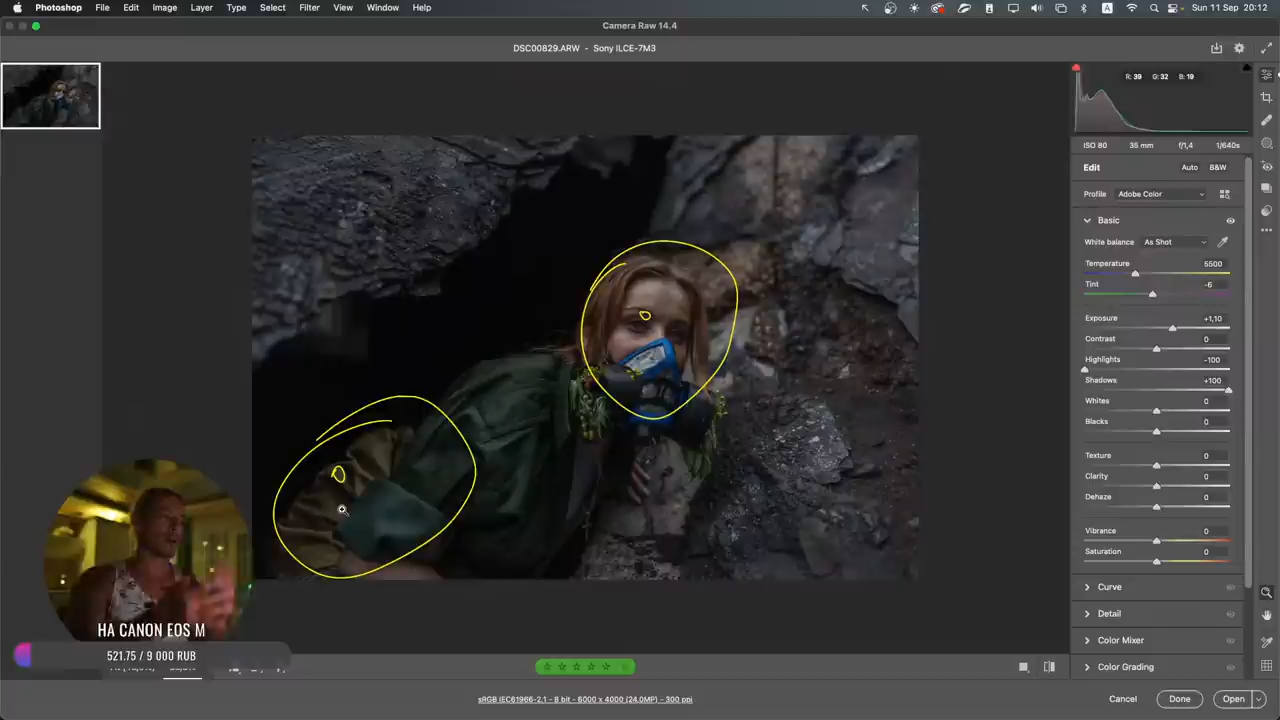 Photoshop File Edit Image Layer Type Select Filter View Window Help
A
Sun 11 Sep 20:12
Camera Raw 14.4
DSC00829.ARW - Sony ILCE-7M3
R: 39 G: 32 B: 19
ISO 80 35 mm f/1,4 1/640s
Edit Auto B&W
Profile Adobe Color
Basic
White balance As Shot
Temperature 5500
Tint -6
Exposure +1,10
Contrast 0
Highlights -100
Shadows +100
Whites 0
Blacks 0
Texture 0
Clarity 0
Dehaze 0
Vibrance 0
Saturation 0
Curve
Detail
Color Mixer
Color Grading
НА CANON EOS M
521.75 / 9 000 RUB
sRGB IEC61966-2.1 - 8 bit - 6000 x 4000 (24.0MP) - 300 ppi
Cancel Done Open